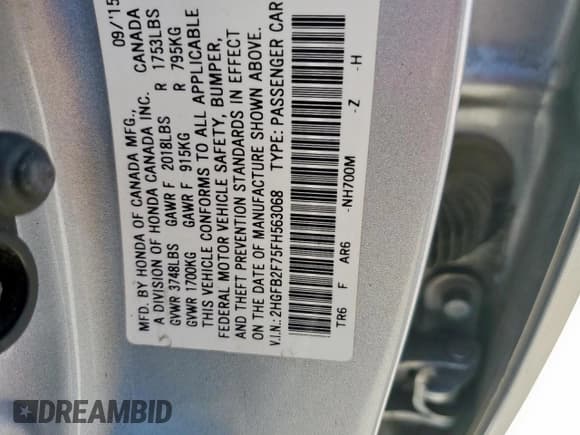 MFD. BY HONDA OF CANADA MFG., 09/'15
A DIVISION OF HONDA CANADA INC. CANADA
GVWR 3748LBS GAWR F 2018LBS R 1753LBS
GVWR 1700KG GAWR F 915KG R 795KG
THIS VEHICLE CONFORMS TO ALL APPLICABLE
FEDERAL MOTOR VEHICLE SAFETY, BUMPER,
AND THEFT PREVENTION STANDARDS IN EFFECT
ON THE DATE OF MANUFACTURE SHOWN ABOVE.
V.I.N.: 2HGFB2F75FH563068 TYPE: PASSENGER CAR
TR6 F AR6 -NH700M -Z -H
DREAMBID